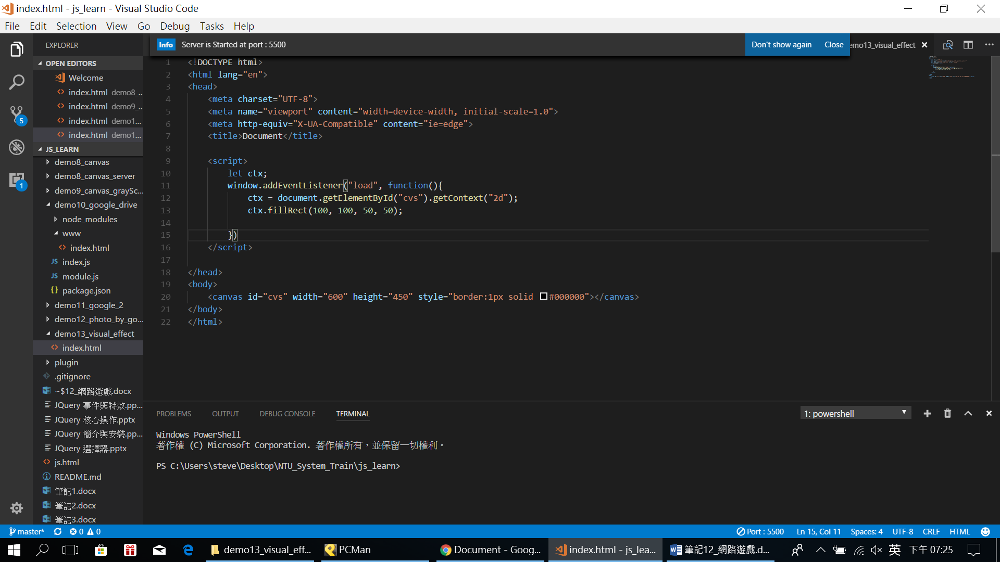 index.html - js_learn - Visual Studio Code
File Edit Selection View Go Debug Tasks Help
EXPLORER
OPEN EDITORS
Welcome
index.html demo8_...
index.html demo9_...
index.html demo1...
index.html demo1...
5
1
JS_LEARN
demo8_canvas
demo8_canvas_server
demo9_canvas_graySc...
demo10_google_drive
node_modules
www
index.html
JS index.js
JS module.js
{} package.json
demo11_google_2
demo12_photo_by_go...
demo13_visual_effect
index.html
plugin
.gitignore
~$12_網路遊戲.docx
JQuery 事件與特效.pp...
JQuery 核心操作.pptx
JQuery 簡介與安裝.pp...
JQuery 選擇器.pptx
js.html
README.md
筆記1.docx
筆記2.docx
筆記3.docx
Info Server is Started at port : 5500 Don't show again Close
emo13_visual_effect
1 <!DOCTYPE html>
2 <html lang="en">
3 <head>
4 <meta charset="UTF-8">
5 <meta name="viewport" content="width=device-width, initial-scale=1.0">
6 <meta http-equiv="X-UA-Compatible" content="ie=edge">
7 <title>Document</title>
8
9 <script>
10 let ctx;
11 window.addEventListener("load", function(){
12 ctx = document.getElementById("cvs").getContext("2d");
13 ctx.fillRect(100, 100, 50, 50);
14
15 })
16 </script>
17
18 </head>
19 <body>
20 <canvas id="cvs" width="600" height="450" style="border:1px solid #000000"></canvas>
21 </body>
22 </html>
PROBLEMS OUTPUT DEBUG CONSOLE TERMINAL 1: powershell
Windows PowerShell
著作權 (C) Microsoft Corporation. 著作權所有，並保留一切權利。
PS C:\Users\steve\Desktop\NTU_System_Train\js_learn>
master* 0 0 Port : 5500 Ln 15, Col 11 Spaces: 4 UTF-8 CRLF HTML
demo13_visual_eff... PCMan Document - Goog... index.html - js_lea... 筆記12_網路遊戲.d... 英 下午 07:25